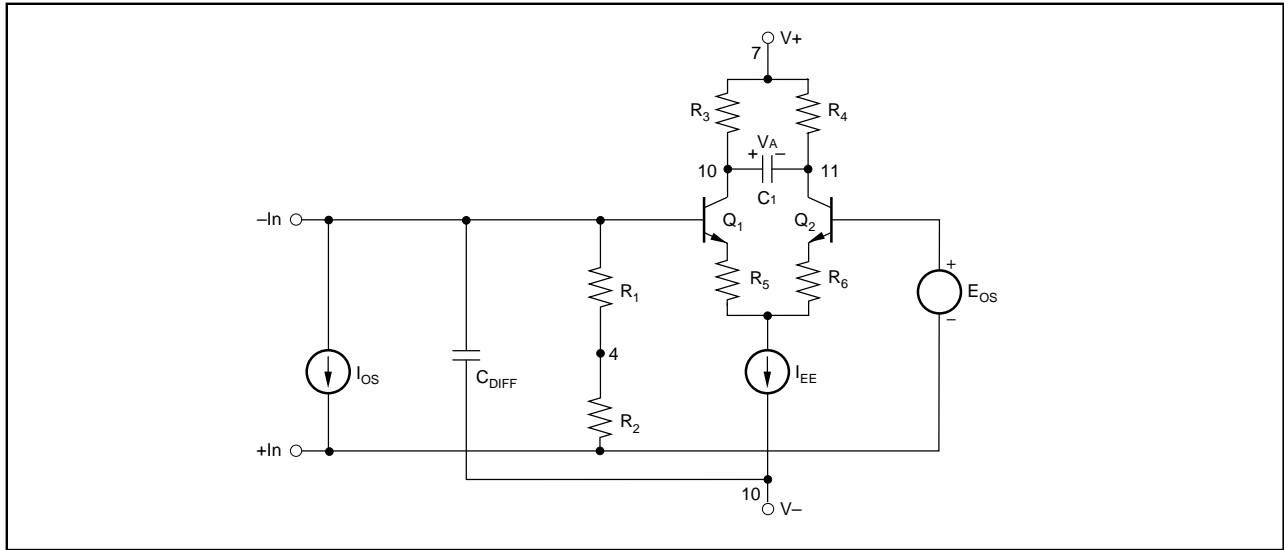 V+
7
R3 R4
VA
+ –
10 11
C1
–In Q1 Q2
R5 R6 +
R1 EOS
–
4
IOS CDIFF IEE
R2
+In
10
V–